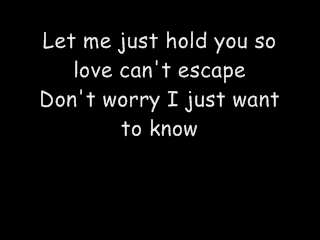 Let me just hold you so
love can't escape
Don't worry I just want
to know